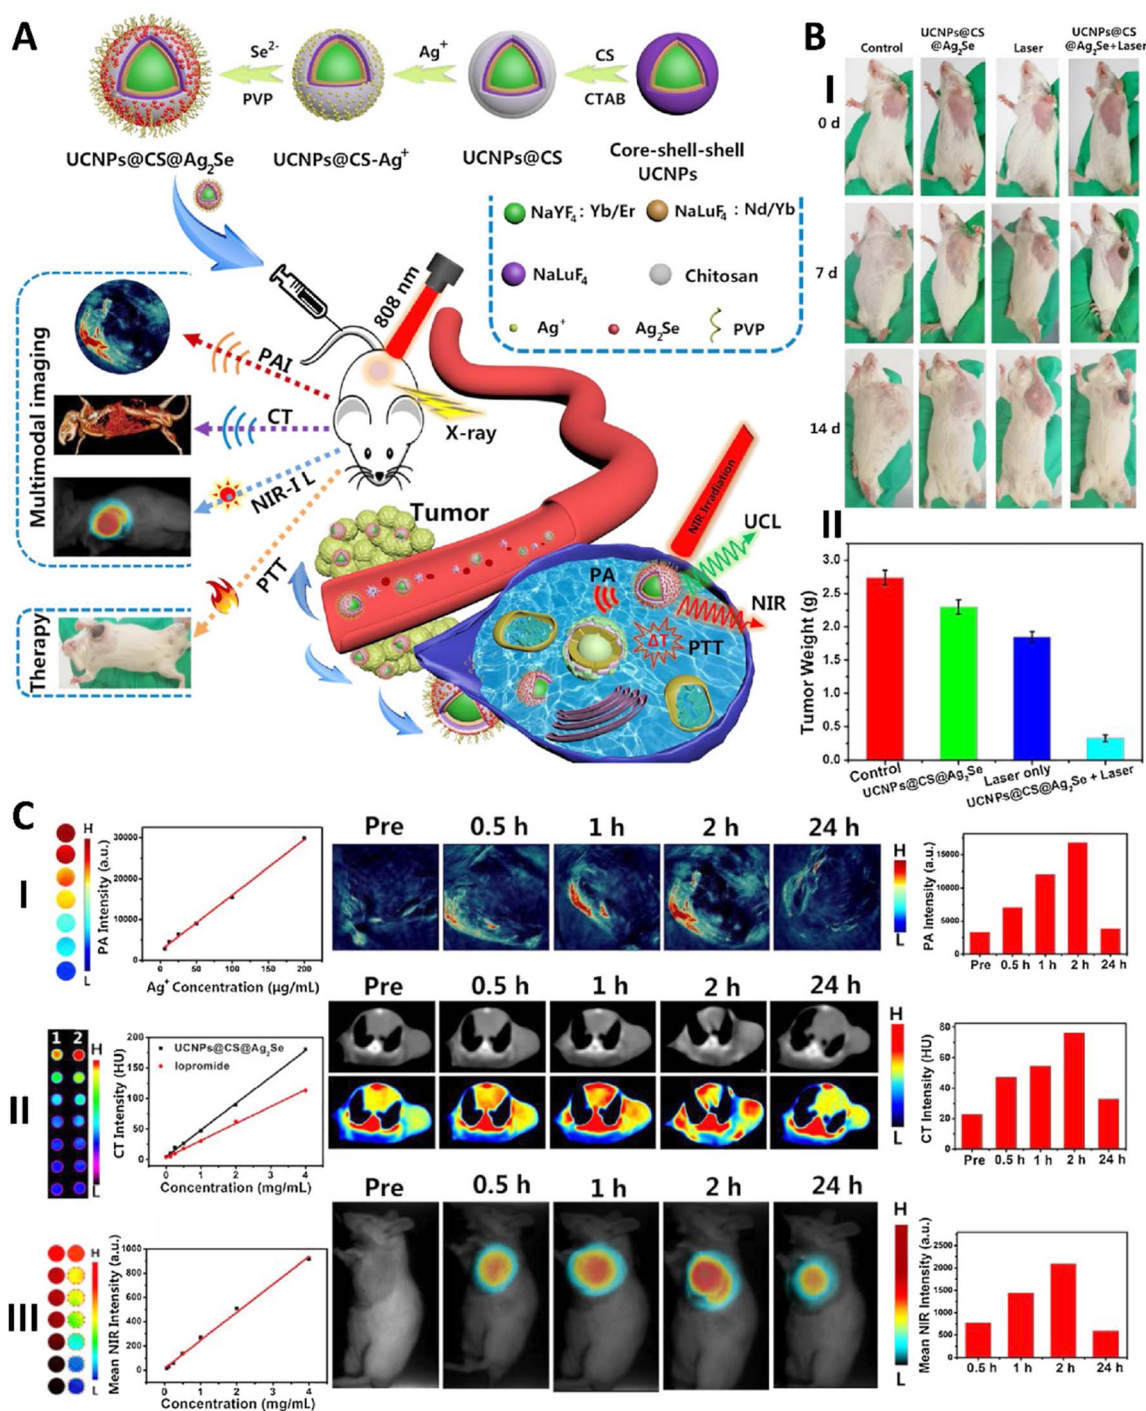 A
Se²⁻
PVP
Ag⁺
CS
CTAB
UCNPs@CS@Ag₂Se
UCNPs@CS-Ag⁺
UCNPs@CS
Core-shell-shell
UCNPs
NaYF₄: Yb/Er
NaLuF₄: Nd/Yb
NaLuF₄
Chitosan
Ag⁺
Ag₂Se
PVP
Multimodal imaging
Therapy
808 nm
PAI
CT
NIR-I L
PTT
X-ray
Tumor
NIR Irradiation
UCL
PA
NIR
ΔT
PTT
B
I
Control
UCNPs@CS
@Ag₂Se
Laser
UCNPs@CS
@Ag₂Se+Laser
0 d
7 d
14 d
II
Tumor Weight (g)
3.0
2.5
2.0
1.5
1.0
0.5
0.0
Control
UCNPs@CS@Ag₂Se
Laser only
UCNPs@CS@Ag₂Se + Laser
C
I
H
L
PA Intensity (a.u.)
30000
20000
10000
0 50 100 150 200
Ag⁺ Concentration (μg/mL)
Pre 0.5 h 1 h 2 h 24 h
H
L
PA Intensity (a.u.)
15000
10000
5000
0
Pre 0.5 h 1 h 2 h 24 h
II
1 2
H
L
CT Intensity (HU)
200
150
100
50
0
UCNPs@CS@Ag₂Se
Iopromide
0 1 2 3 4
Concentration (mg/mL)
Pre 0.5 h 1 h 2 h 24 h
H
L
CT Intensity (HU)
80
60
40
20
0
Pre 0.5 h 1 h 2 h 24 h
III
H
L
Mean NIR Intensity (a.u.)
1000
800
600
400
200
0
0 1 2 3 4
Concentration (mg/mL)
Pre 0.5 h 1 h 2 h 24 h
H
L
Mean NIR Intensity (a.u.)
2500
2000
1500
1000
500
0
0.5 h 1 h 2 h 24 h